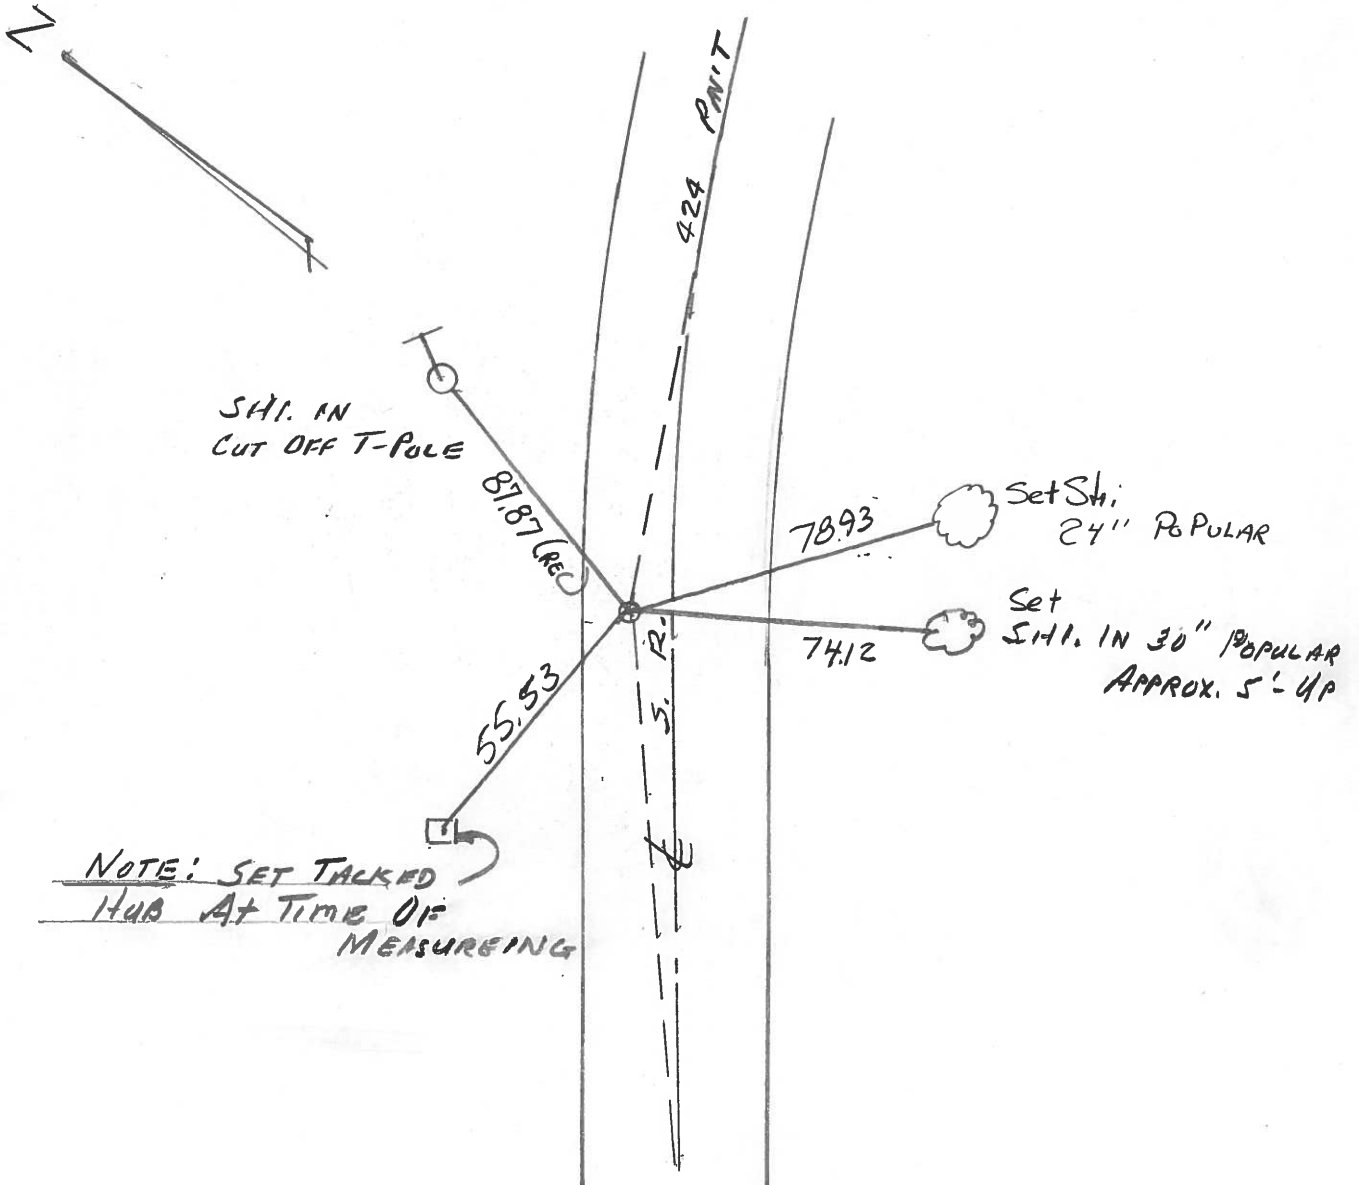 N
424 PM'T
SHI. IN
CUT OFF T-POLE
87.87 (REC)
Set Shi
24" POPULAR
78.93
Set
SHI. IN 30" POPULAR
APPROX. 5'-UP
74.12
S. R.
55.53
℄
NOTE: SET TACKED
HUB At TIME OF
MEASUREING